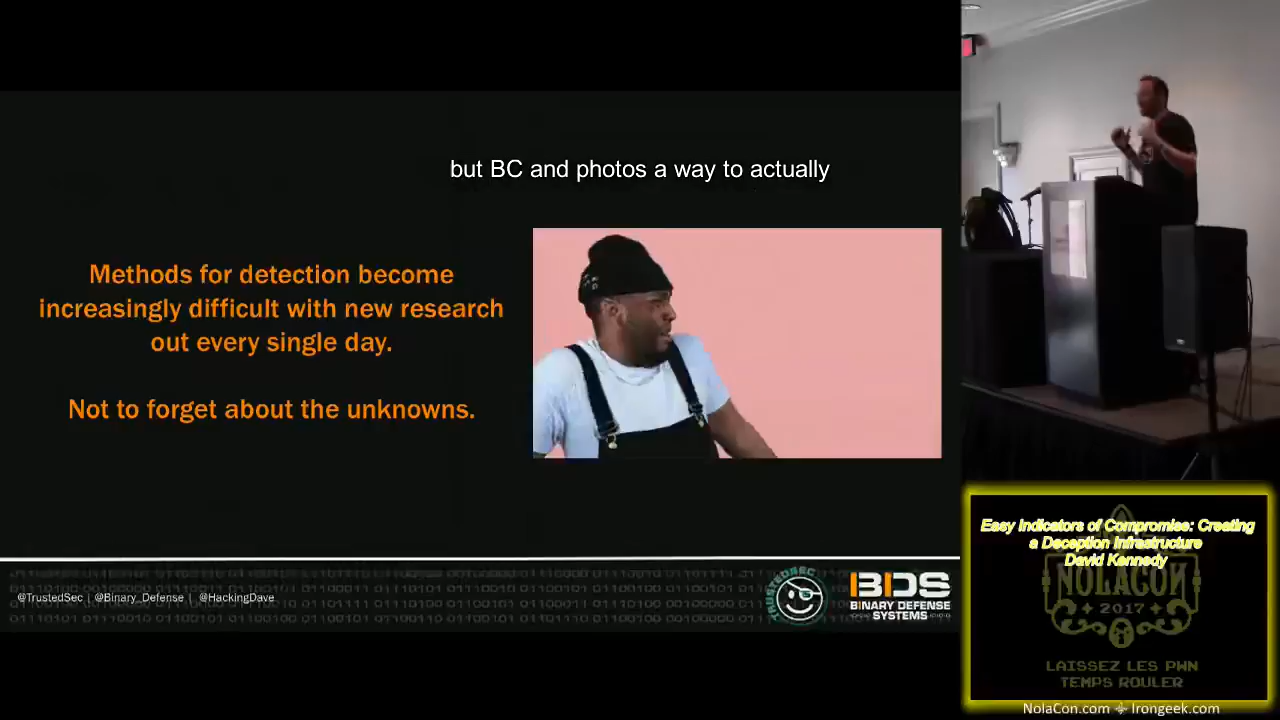 but BC and photos a way to actually
Methods for detection become
increasingly difficult with new research
out every single day.
Not to forget about the unknowns.
@TrustedSec | @Binary_Defense | @HackingDave
TRUSTEDSEC
BDS
BINARY DEFENSE
SYSTEMS
Easy Indicators of Compromise: Creating
a Deception Infrastructure
David Kennedy
NOLACON
2017
LAISSEZ LES PWN
TEMPS ROULER
NolaCon.com Irongeek.com